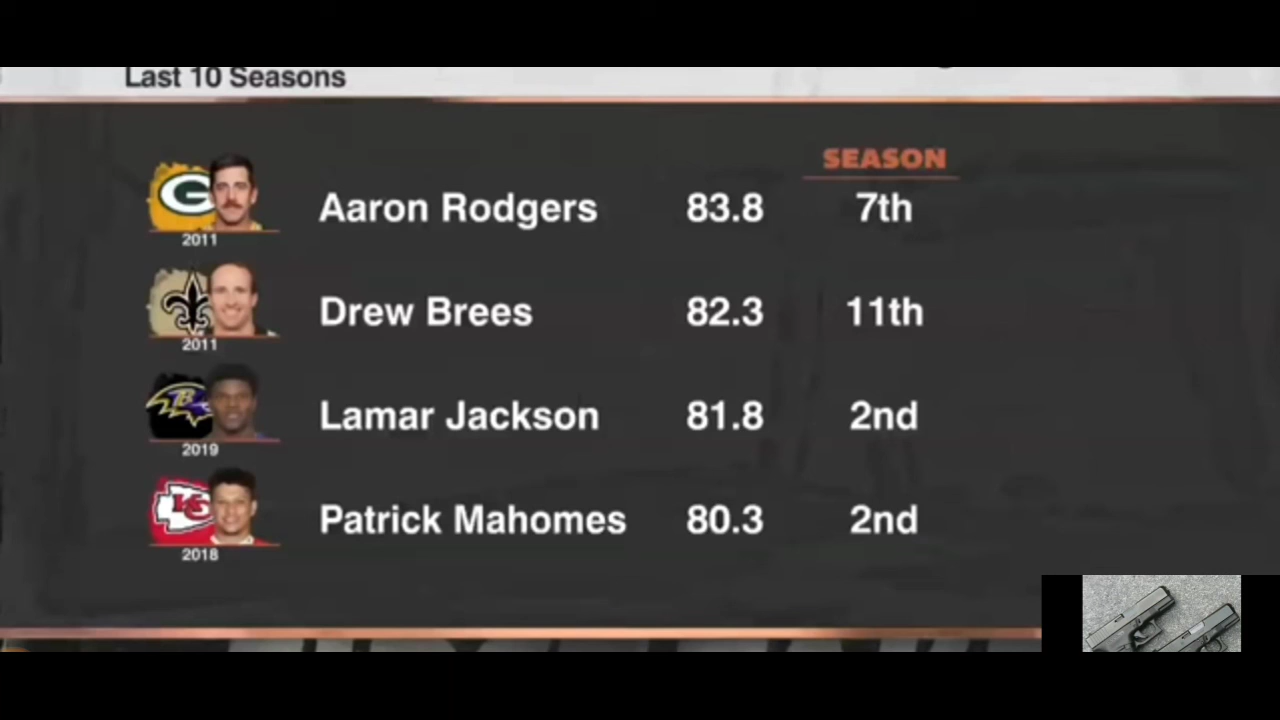 Last 10 Seasons
SEASON
Aaron Rodgers 83.8 7th
2011
Drew Brees 82.3 11th
2011
Lamar Jackson 81.8 2nd
2019
Patrick Mahomes 80.3 2nd
2018